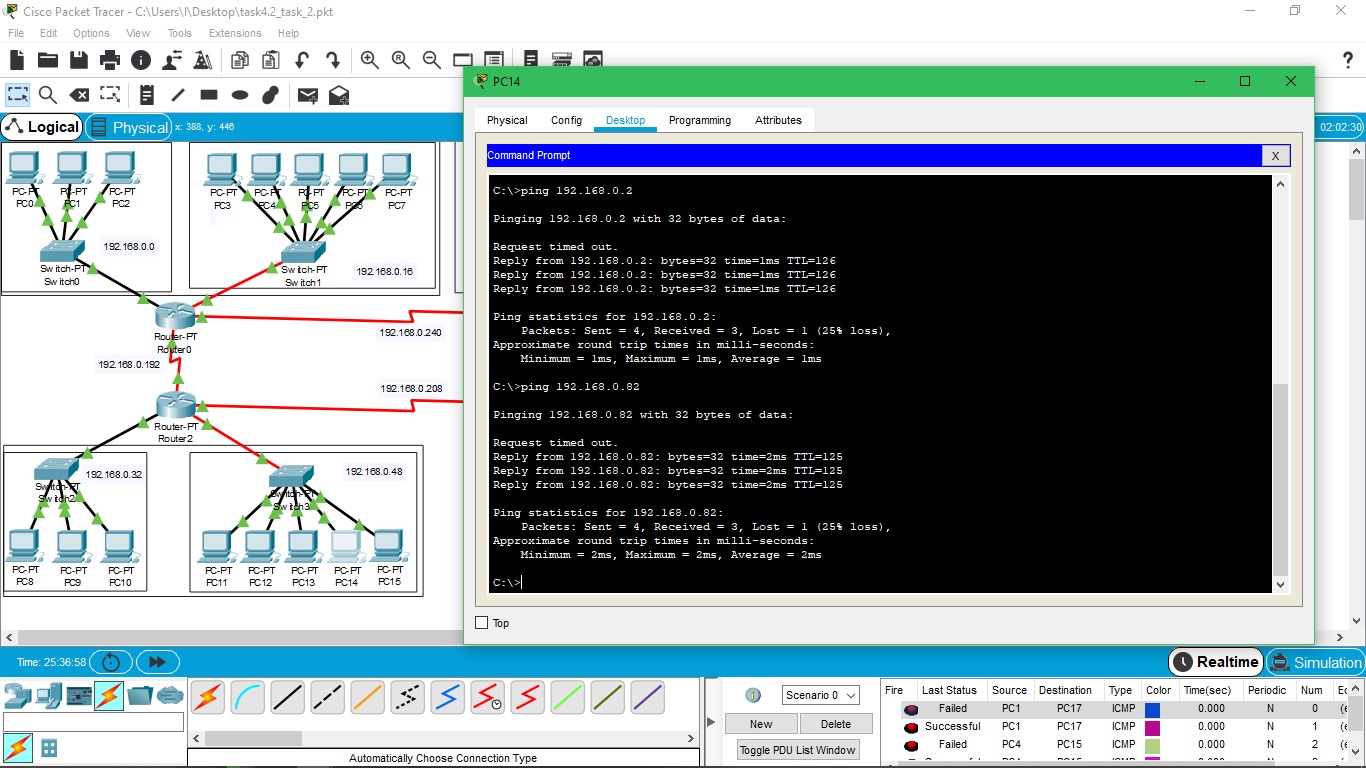 Cisco Packet Tracer - C:\Users\I\Desktop\task4.2_task_2.pkt
File Edit Options View Tools Extensions Help
Logical Physical x: 388, y: 446
02:02:30
PC-PT PC-PT PC-PT
PC0 PC1 PC2
192.168.0.0
Switch-PT
Switch0
PC-PT PC-PT PC-PT PC-PT PC-PT
PC3 PC4 PC5 PC6 PC7
192.168.0.16
Switch-PT
Switch1
Router-PT
Router0
192.168.0.240
192.168.0.192
192.168.0.208
Router-PT
Router2
192.168.0.32
Switch-PT
Switch2
PC-PT PC-PT PC-PT
PC8 PC9 PC10
192.168.0.48
Switch-PT
Switch3
PC-PT PC-PT PC-PT PC-PT PC-PT
PC11 PC12 PC13 PC14 PC15
PC14
Physical Config Desktop Programming Attributes
Command Prompt X
C:\>ping 192.168.0.2
Pinging 192.168.0.2 with 32 bytes of data:
Request timed out.
Reply from 192.168.0.2: bytes=32 time=1ms TTL=126
Reply from 192.168.0.2: bytes=32 time=1ms TTL=126
Reply from 192.168.0.2: bytes=32 time=1ms TTL=126
Ping statistics for 192.168.0.2:
Packets: Sent = 4, Received = 3, Lost = 1 (25% loss),
Approximate round trip times in milli-seconds:
Minimum = 1ms, Maximum = 1ms, Average = 1ms
C:\>ping 192.168.0.82
Pinging 192.168.0.82 with 32 bytes of data:
Request timed out.
Reply from 192.168.0.82: bytes=32 time=2ms TTL=125
Reply from 192.168.0.82: bytes=32 time=2ms TTL=125
Reply from 192.168.0.82: bytes=32 time=2ms TTL=125
Ping statistics for 192.168.0.82:
Packets: Sent = 4, Received = 3, Lost = 1 (25% loss),
Approximate round trip times in milli-seconds:
Minimum = 2ms, Maximum = 2ms, Average = 2ms
C:\>
Top
Time: 25:36:58
Realtime Simulation
Automatically Choose Connection Type
Scenario 0
New Delete
Toggle PDU List Window
Fire Last Status Source Destination Type Color Time(sec) Periodic Num
Failed PC1 PC17 ICMP 0.000 N 0 (e
Successful PC1 PC17 ICMP 0.000 N 1 (e
Failed PC4 PC15 ICMP 0.000 N 2 (e